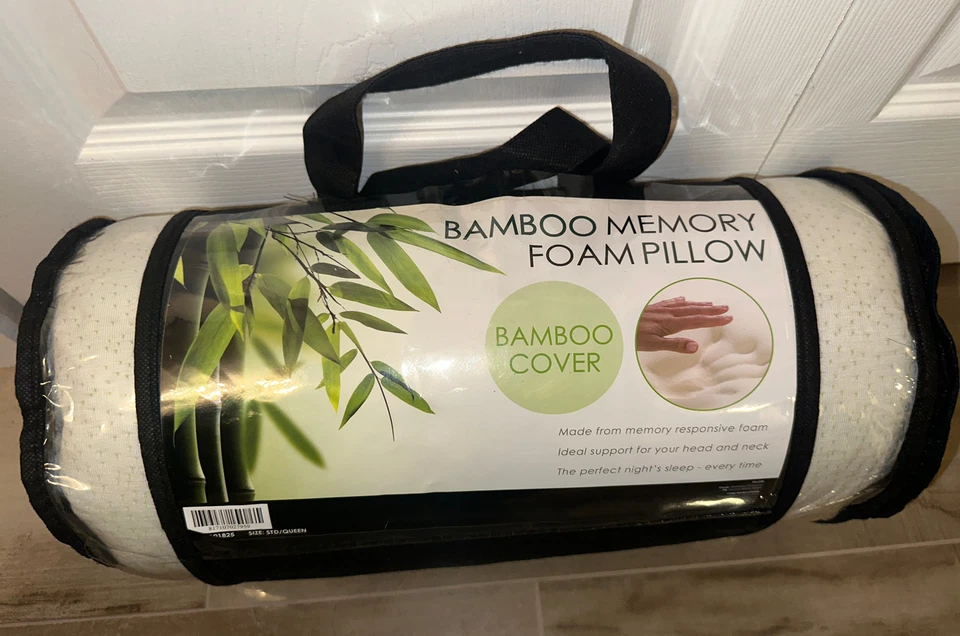 BAMBOO MEMORY
FOAM PILLOW
BAMBOO
COVER
Made from memory responsive foam
Ideal support for your head and neck
The perfect night's sleep - every time
SIZE: STD/QUEEN